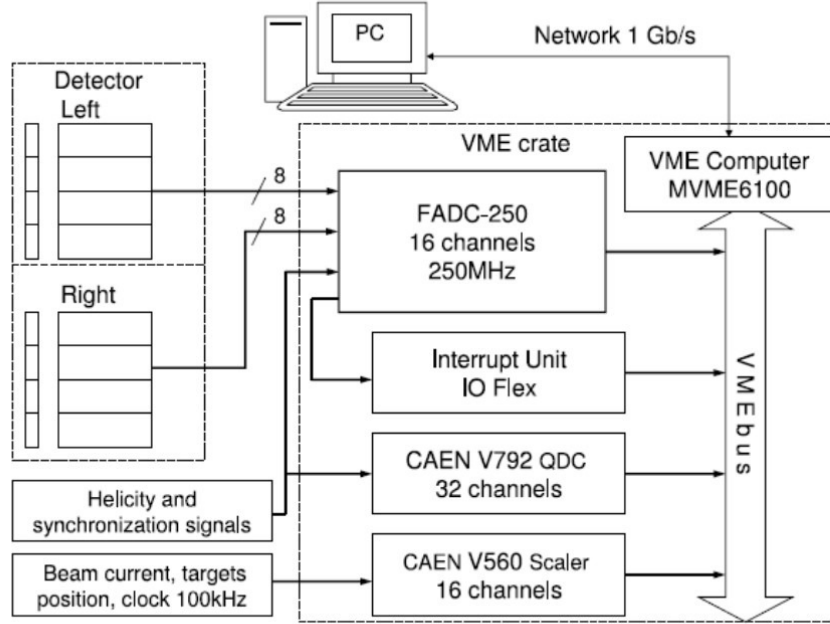 PC
Network 1 Gb/s
Detector
Left
8
8
Right
VME crate
VME Computer
MVME6100
FADC-250
16 channels
250MHz
Interrupt Unit
IO Flex
CAEN V792 QDC
32 channels
CAEN V560 Scaler
16 channels
VMEbus
Helicity and
synchronization signals
Beam current, targets
position, clock 100kHz